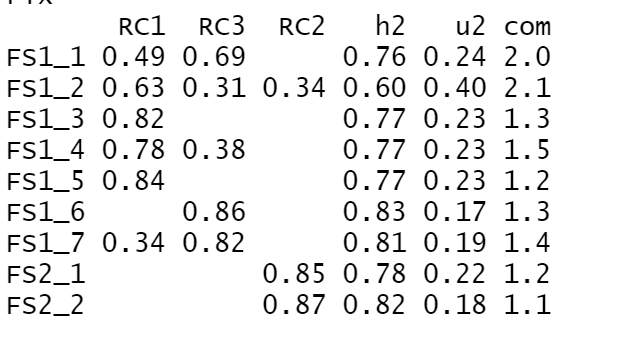 RC1 RC3 RC2 h2 u2 com
FS1_1 0.49 0.69 0.76 0.24 2.0
FS1_2 0.63 0.31 0.34 0.60 0.40 2.1
FS1_3 0.82 0.77 0.23 1.3
FS1_4 0.78 0.38 0.77 0.23 1.5
FS1_5 0.84 0.77 0.23 1.2
FS1_6 0.86 0.83 0.17 1.3
FS1_7 0.34 0.82 0.81 0.19 1.4
FS2_1 0.85 0.78 0.22 1.2
FS2_2 0.87 0.82 0.18 1.1